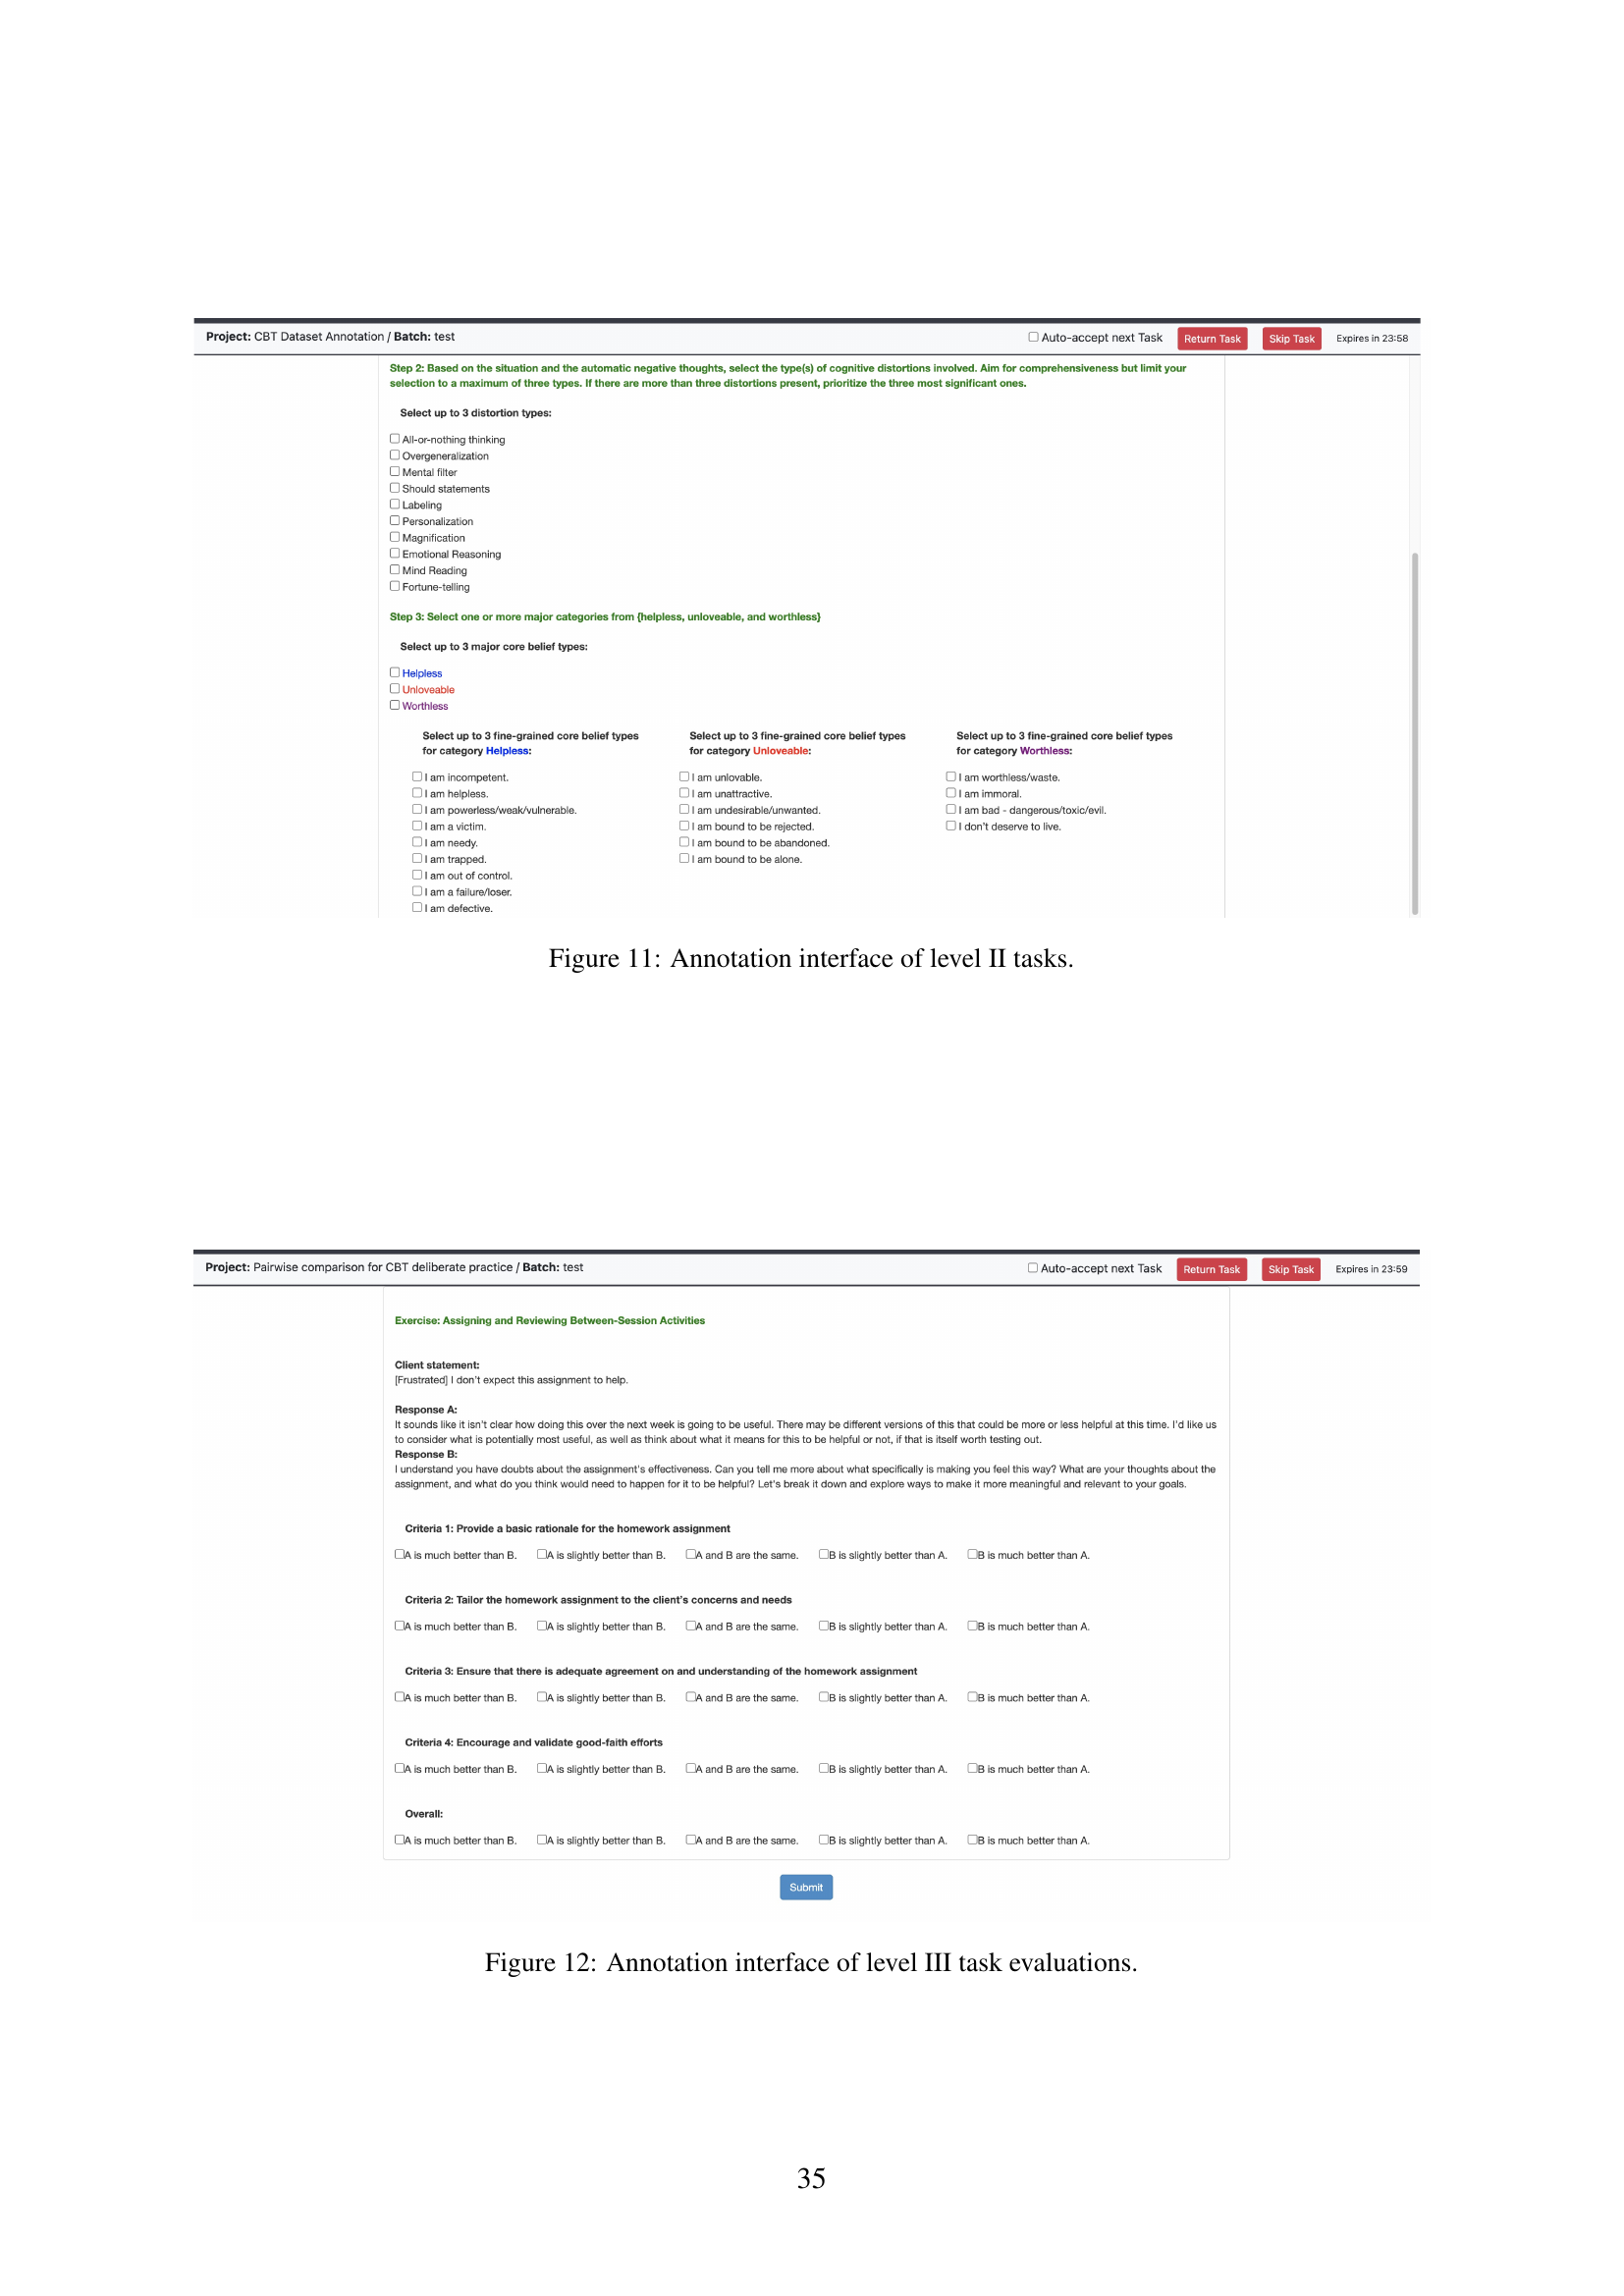 Project: CBT Dataset Annotation / Batch: test
Auto-accept next Task Return Task Skip Task Expires in 23:58
Step 2: Based on the situation and the automatic negative thoughts, select the type(s) of cognitive distortions involved. Aim for comprehensiveness but limit your
selection to a maximum of three types. If there are more than three distortions present, prioritize the three most significant ones.
Select up to 3 distortion types:
All-or-nothing thinking
Overgeneralization
Mental filter
Should statements
Labeling
Personalization
Magnification
Emotional Reasoning
Mind Reading
Fortune-telling
Step 3: Select one or more major categories from {helpless, unloveable, and worthless}
Select up to 3 major core belief types:
Helpless
Unloveable
Worthless
Select up to 3 fine-grained core belief types
for category Helpless:
I am incompetent.
I am helpless.
I am powerless/weak/vulnerable.
I am a victim.
I am needy.
I am trapped.
I am out of control.
I am a failure/loser.
I am defective.
Select up to 3 fine-grained core belief types
for category Unloveable:
I am unlovable.
I am unattractive.
I am undesirable/unwanted.
I am bound to be rejected.
I am bound to be abandoned.
I am bound to be alone.
Select up to 3 fine-grained core belief types
for category Worthless:
I am worthless/waste.
I am immoral.
I am bad - dangerous/toxic/evil.
I don't deserve to live.
Figure 11: Annotation interface of level II tasks.
Project: Pairwise comparison for CBT deliberate practice / Batch: test
Auto-accept next Task Return Task Skip Task Expires in 23:59
Exercise: Assigning and Reviewing Between-Session Activities
Client statement:
[Frustrated] I don't expect this assignment to help.
Response A:
It sounds like it isn't clear how doing this over the next week is going to be useful. There may be different versions of this that could be more or less helpful at this time. I'd like us
to consider what is potentially most useful, as well as think about what it means for this to be helpful or not, if that is itself worth testing out.
Response B:
I understand you have doubts about the assignment's effectiveness. Can you tell me more about what specifically is making you feel this way? What are your thoughts about the
assignment, and what do you think would need to happen for it to be helpful? Let's break it down and explore ways to make it more meaningful and relevant to your goals.
Criteria 1: Provide a basic rationale for the homework assignment
A is much better than B. A is slightly better than B. A and B are the same. B is slightly better than A. B is much better than A.
Criteria 2: Tailor the homework assignment to the client's concerns and needs
A is much better than B. A is slightly better than B. A and B are the same. B is slightly better than A. B is much better than A.
Criteria 3: Ensure that there is adequate agreement on and understanding of the homework assignment
A is much better than B. A is slightly better than B. A and B are the same. B is slightly better than A. B is much better than A.
Criteria 4: Encourage and validate good-faith efforts
A is much better than B. A is slightly better than B. A and B are the same. B is slightly better than A. B is much better than A.
Overall:
A is much better than B. A is slightly better than B. A and B are the same. B is slightly better than A. B is much better than A.
Submit
Figure 12: Annotation interface of level III task evaluations.
35